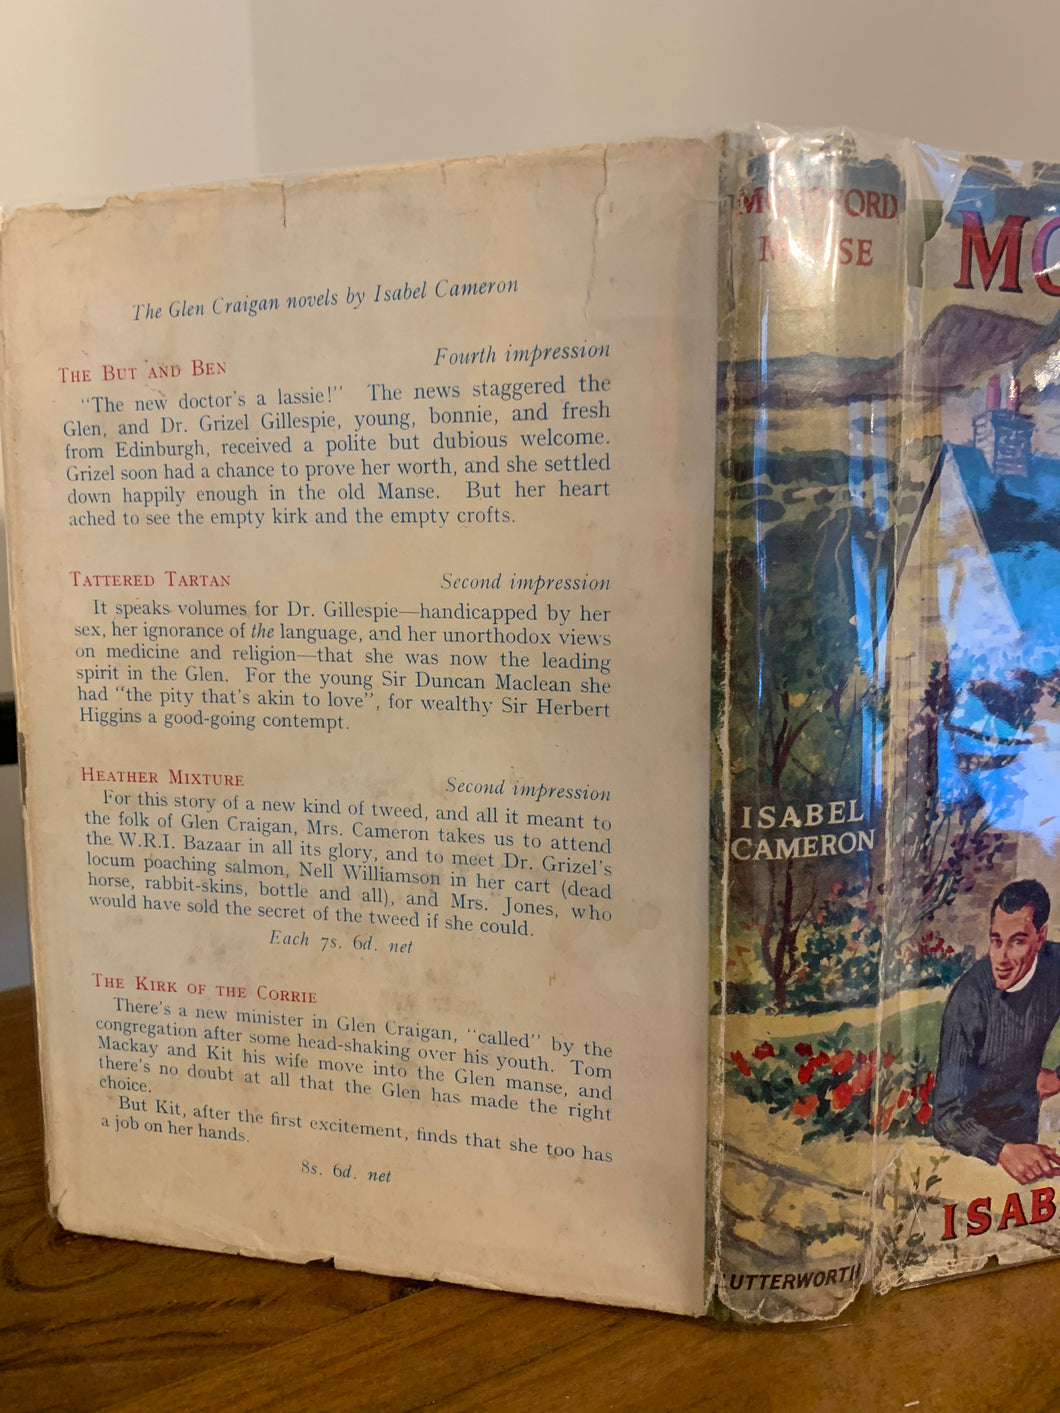 The Glen Craigan novels by Isabel Cameron
THE BUT AND BEN Fourth impression
"The new doctor's a lassie!" The news staggered the
Glen, and Dr. Grizel Gillespie, young, bonnie, and fresh
from Edinburgh, received a polite but dubious welcome.
Grizel soon had a chance to prove her worth, and she settled
down happily enough in the old Manse. But her heart
ached to see the empty kirk and the empty crofts.
TATTERED TARTAN Second impression
It speaks volumes for Dr. Gillespie—handicapped by her
sex, her ignorance of the language, and her unorthodox views
on medicine and religion—that she was now the leading
spirit in the Glen. For the young Sir Duncan Maclean she
had "the pity that's akin to love", for wealthy Sir Herbert
Higgins a good-going contempt.
HEATHER MIXTURE Second impression
For this story of a new kind of tweed, and all it meant to
the folk of Glen Craigan, Mrs. Cameron takes us to attend
the W.R.I. Bazaar in all its glory, and to meet Dr. Grizel's
locum poaching salmon, Nell Williamson in her cart (dead
horse, rabbit-skins, bottle and all), and Mrs. Jones, who
would have sold the secret of the tweed if she could.
Each 7s. 6d. net
THE KIRK OF THE CORRIE
There's a new minister in Glen Craigan, "called" by the
congregation after some head-shaking over his youth. Tom
Mackay and Kit his wife move into the Glen manse, and
there's no doubt at all that the Glen has made the right
choice.
But Kit, after the first excitement, finds that she too has
a job on her hands.
8s. 6d. net
ISABEL
CAMERON
LUTTERWORTH
MO
ISAB